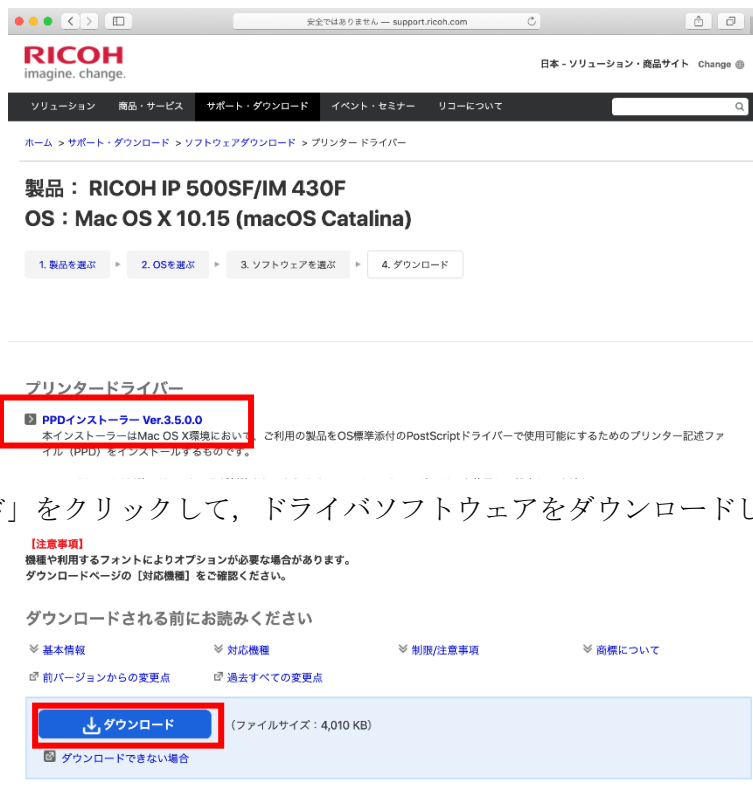 安全ではありません — support.ricoh.com
RICOH
imagine. change.
日本 - ソリューション・商品サイト Change
ソリューション 商品・サービス サポート・ダウンロード イベント・セミナー リコーについて
ホーム > サポート・ダウンロード > ソフトウェアダウンロード > プリンター ドライバー
製品： RICOH IP 500SF/IM 430F
OS：Mac OS X 10.15 (macOS Catalina)
1. 製品を選ぶ 2. OSを選ぶ 3. ソフトウェアを選ぶ 4. ダウンロード
プリンタードライバー
PPDインストーラー Ver.3.5.0.0
本インストーラーはMac OS X環境において、ご利用の製品をOS標準添付のPostScriptドライバーで使用可能にするためのプリンター記述ファ
イル（PPD）をインストールするものです。
」をクリックして，ドライバソフトウェアをダウンロードし
【注意事項】
機種や利用するフォントによりオプションが必要な場合があります。
ダウンロードページの［対応機種］をご確認ください。
ダウンロードされる前にお読みください
基本情報 対応機種 制限/注意事項 商標について
前バージョンからの変更点 過去すべての変更点
ダウンロード （ファイルサイズ：4,010 KB）
ダウンロードできない場合